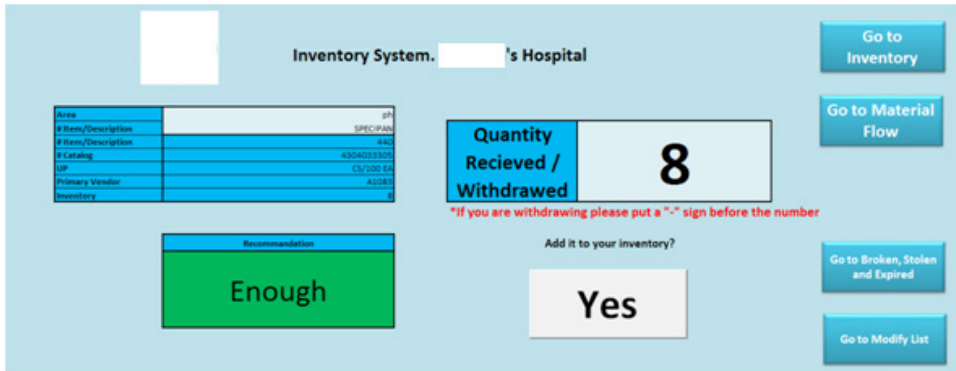 Inventory System. 's Hospital
Go to
Inventory
Go to Material
Flow
Area ph
# Item/Description SPECIPAN
# Item/Description 440
# Catalog 4304033305
UP CS/100 EA
Primary Vendor A1083
Inventory 8
Quantity
Recieved /
Withdrawed
8
*If you are withdrawing please put a "-" sign before the number
Recommandation
Enough
Add it to your inventory?
Yes
Go to Broken, Stolen
and Expired
Go to Modify List